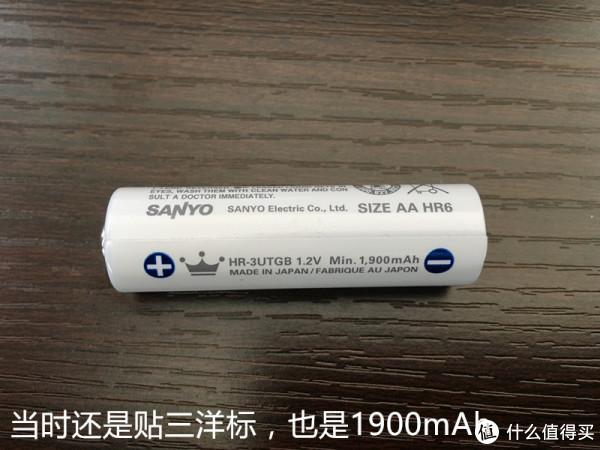 EYES, WASH THEM WITH CLEAN WATER AND CON
SULT A DOCTOR IMMEDIATELY.
SANYO SANYO Electric Co., Ltd. SIZE AA HR6
HR-3UTGB 1.2V Min. 1,900mAh
MADE IN JAPAN / FABRIQUE AU JAPON
当时还是贴三洋标，也是1900mAh
值 什么值得买